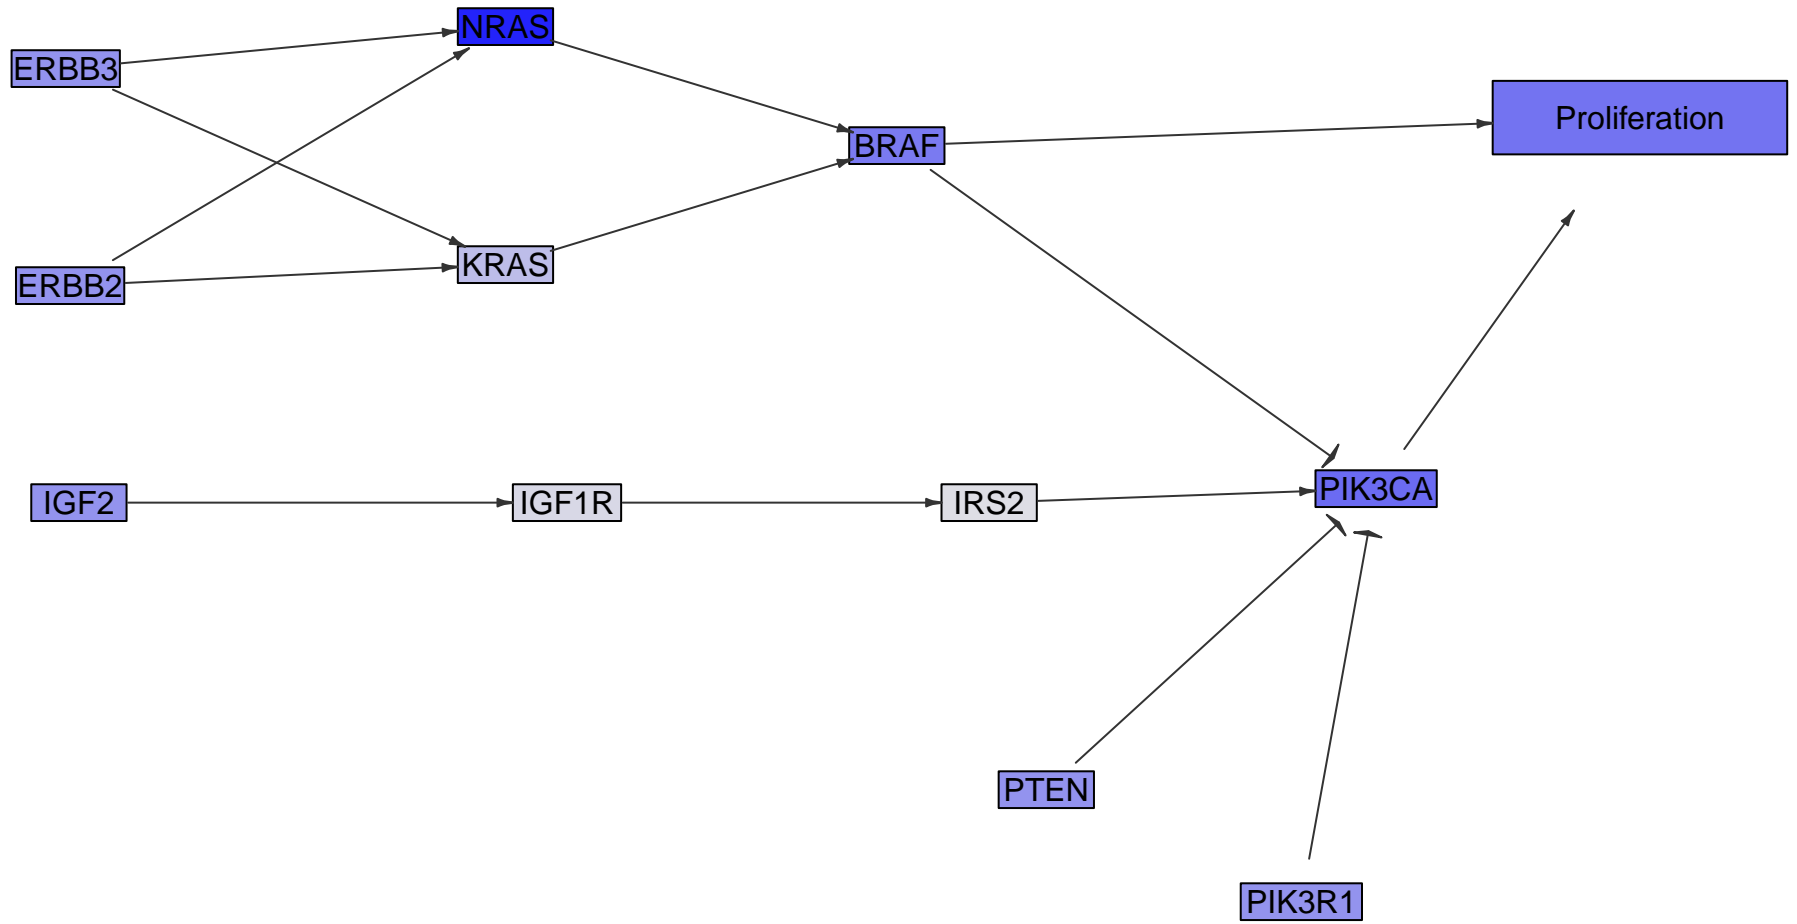 NRAS
ERBB3
Proliferation
BRAF
KRAS
ERBB2
PIK3CA
IGF2
IGF1R
IRS2
PTEN
PIK3R1